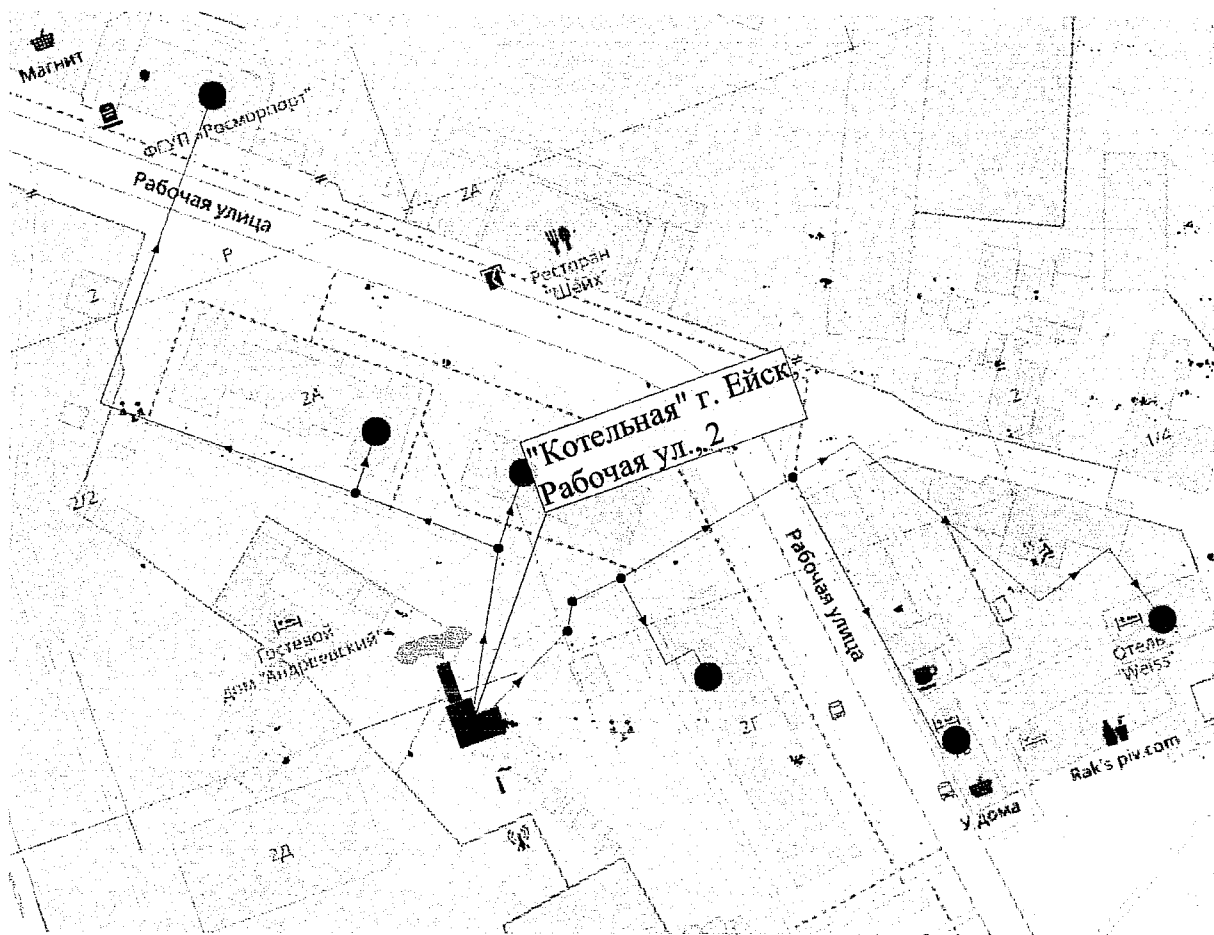 Магнит
ФГУП "Росморпорт"
Рабочая улица
2А
Р
Ресторан
"Шейх"
2
2А
"Котельная" г. Ейск,
Рабочая ул., 2
2
1/4
2/2
Рабочая улица
Гостевой
дом "Андреевский"
Отель
"Weiss"
2Г
Rak's piv.com
У дома
2Д